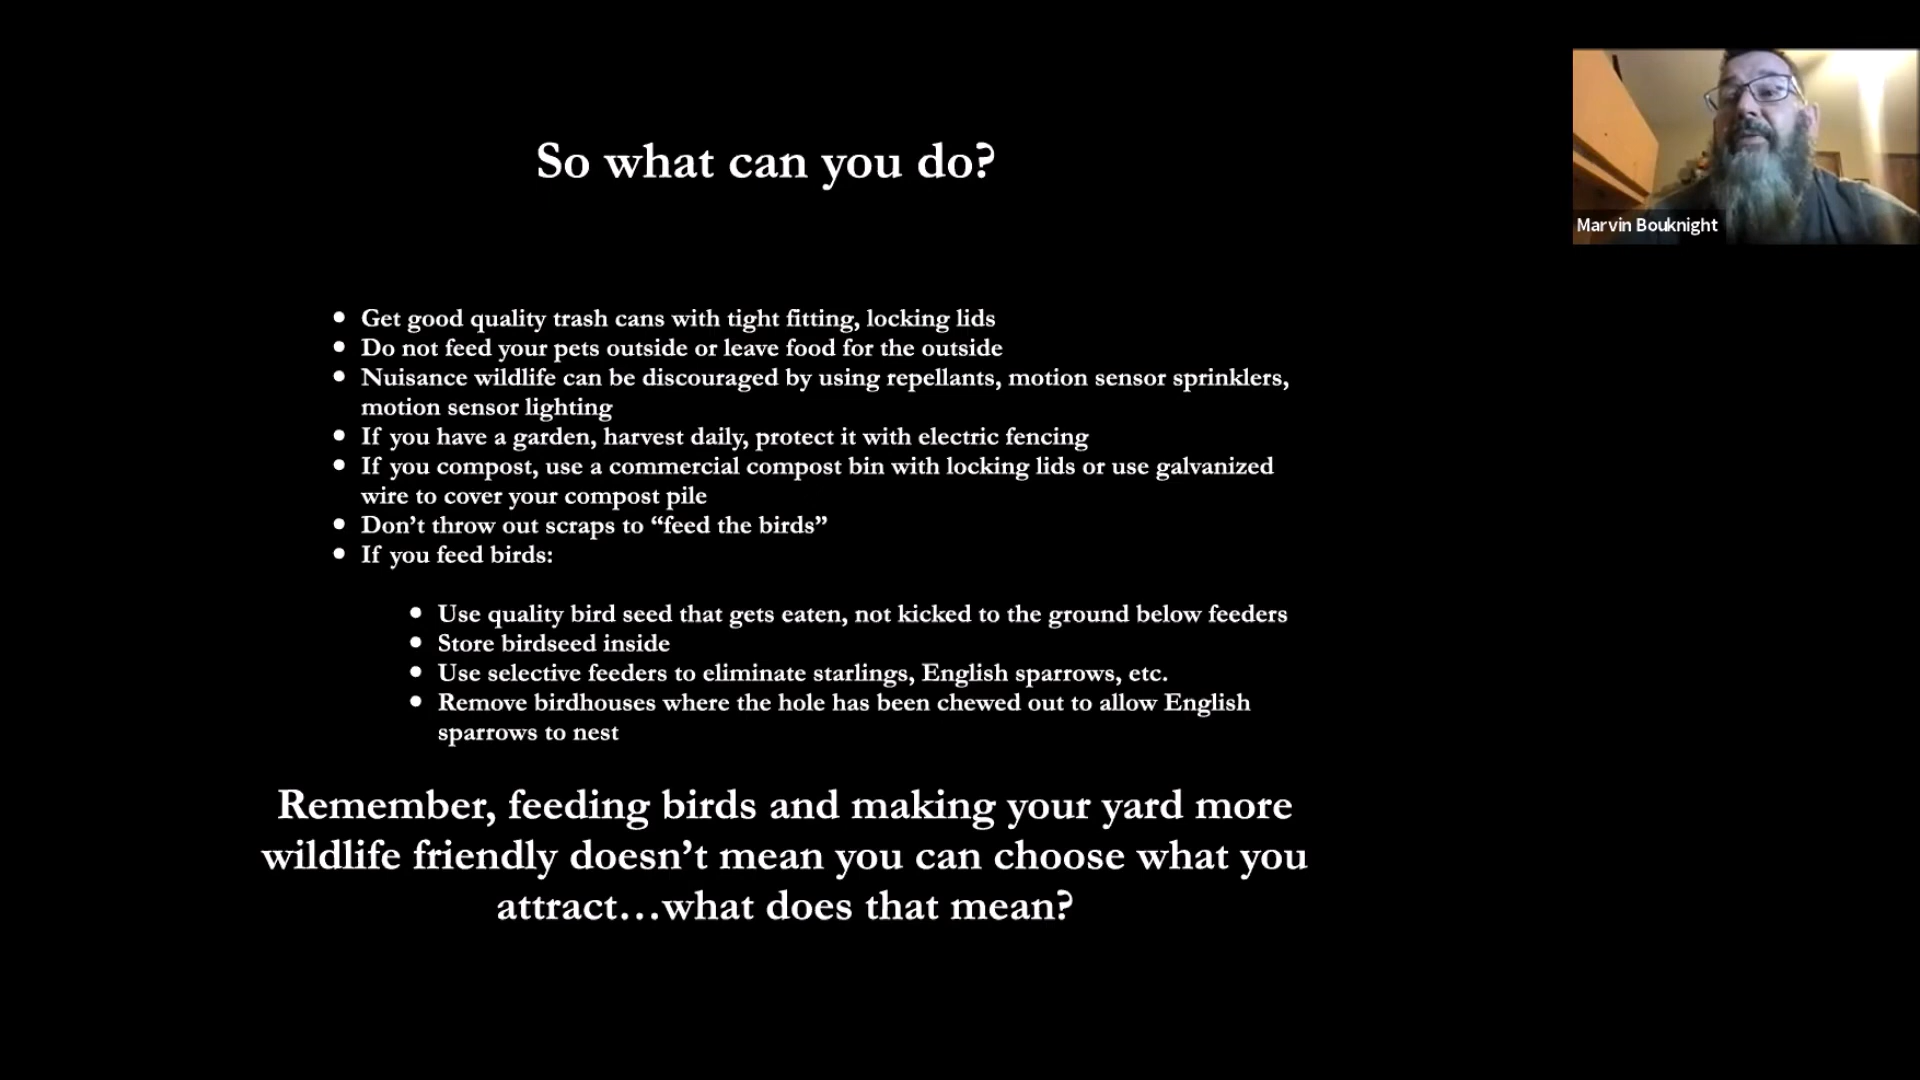 So what can you do?
Marvin Bouknight
• Get good quality trash cans with tight fitting, locking lids
• Do not feed your pets outside or leave food for the outside
• Nuisance wildlife can be discouraged by using repellants, motion sensor sprinklers,
motion sensor lighting
• If you have a garden, harvest daily, protect it with electric fencing
• If you compost, use a commercial compost bin with locking lids or use galvanized
wire to cover your compost pile
• Don’t throw out scraps to “feed the birds”
• If you feed birds:
• Use quality bird seed that gets eaten, not kicked to the ground below feeders
• Store birdseed inside
• Use selective feeders to eliminate starlings, English sparrows, etc.
• Remove birdhouses where the hole has been chewed out to allow English
sparrows to nest
Remember, feeding birds and making your yard more
wildlife friendly doesn’t mean you can choose what you
attract…what does that mean?